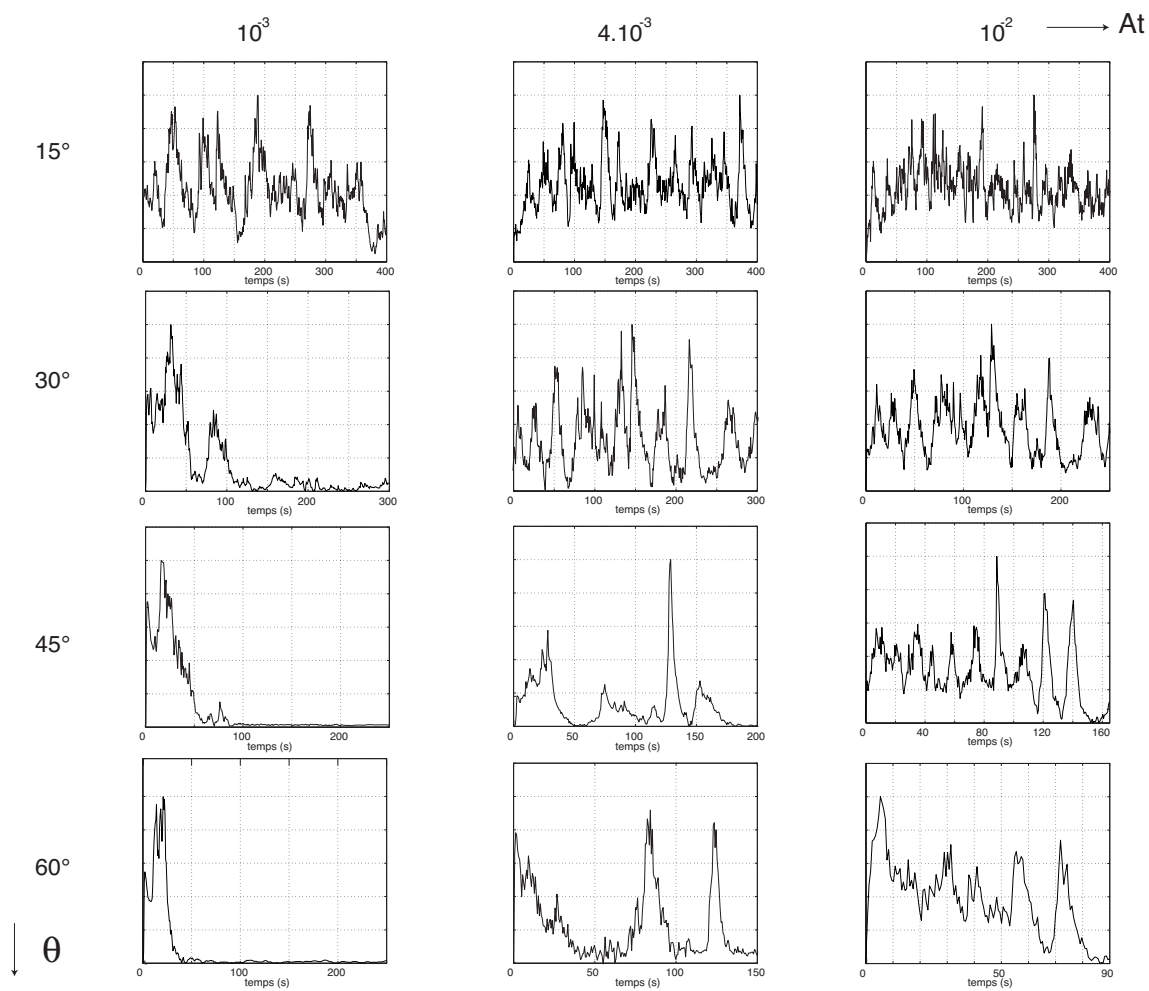 10⁻³ 4.10⁻³ 10⁻² At
15°
0 100 200 300 400 0 100 200 300 400 0 100 200 300 400
temps (s) temps (s) temps (s)
30°
0 100 200 300 0 100 200 300 0 100 200
temps (s) temps (s) temps (s)
45°
0 100 200 0 50 100 150 200 0 40 80 120 160
temps (s) temps (s) temps (s)
60°
θ
0 100 200 0 50 100 150 0 50 90
temps (s) temps (s) temps (s)